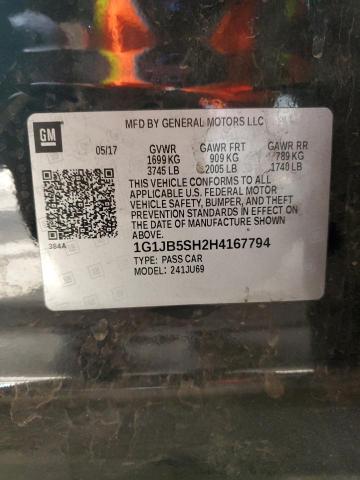 MFD BY GENERAL MOTORS LLC
GM
05/17 GVWR GAWR FRT GAWR RR
1699 KG 909 KG 789 KG
3745 LB 2005 LB 1740 LB
THIS VEHICLE CONFORMS TO ALL
APPLICABLE U.S. FEDERAL MOTOR
VEHICLE SAFETY, BUMPER, AND THEFT
PREVENTION STANDARDS IN EFFECT ON
THE DATE OF MANUFACTURE SHOWN
ABOVE.
384A 1G1JB5SH2H4167794
TYPE: PASS CAR
MODEL: 241JU69